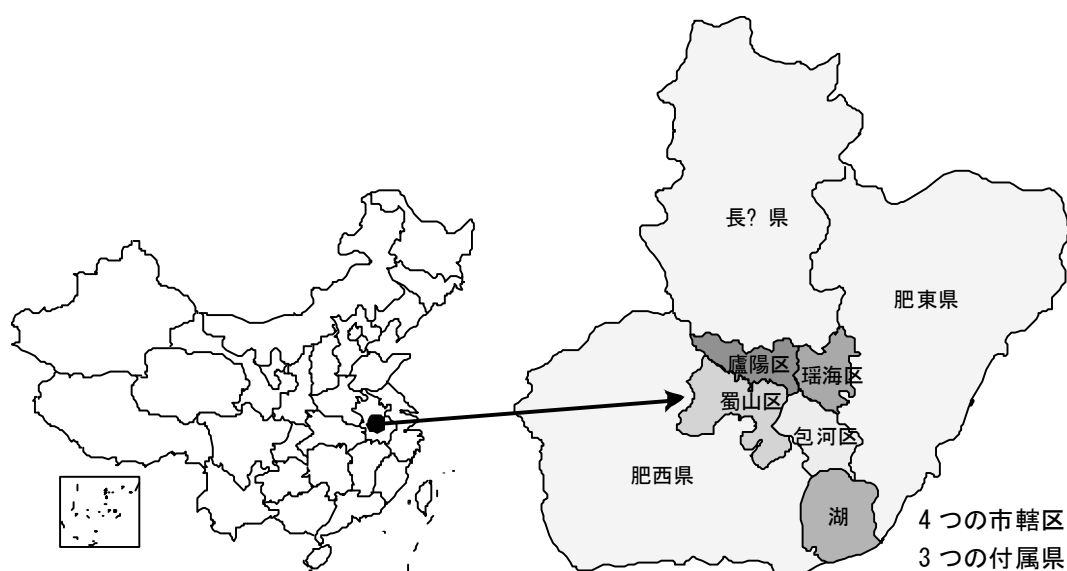 長? 県
肥東県
廬陽区
瑶海区
蜀山区
包河区
肥西県
湖
4つの市轄区
3つの付属県